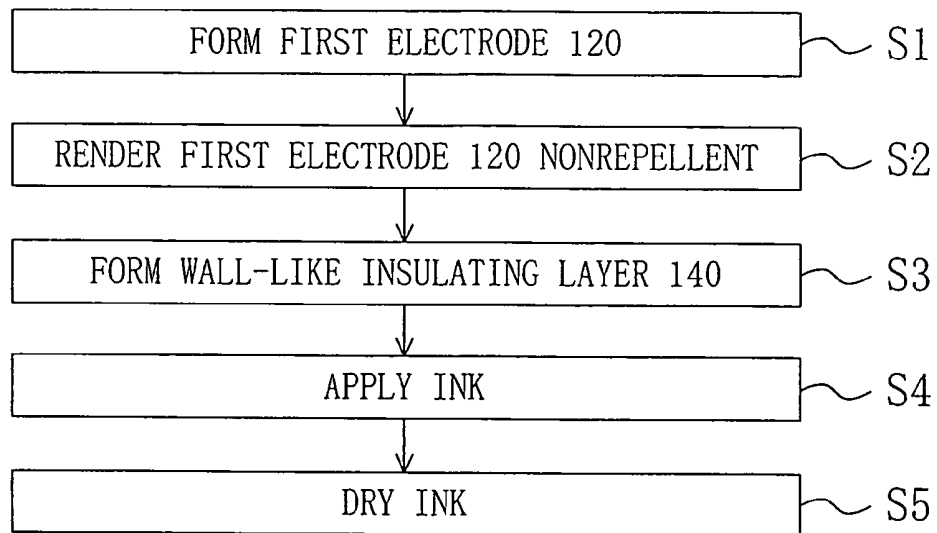 FORM FIRST ELECTRODE 120 S1
RENDER FIRST ELECTRODE 120 NONREPELLENT S2
FORM WALL-LIKE INSULATING LAYER 140 S3
APPLY INK S4
DRY INK S5